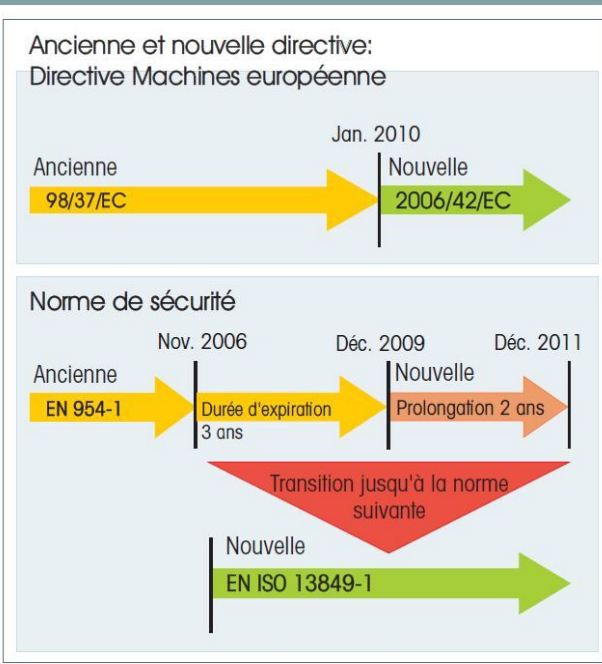 Ancienne et nouvelle directive:
Directive Machines européenne
Jan. 2010
Ancienne
Nouvelle
98/37/EC
2006/42/EC
Norme de sécurité
Nov. 2006
Déc. 2009
Déc. 2011
Ancienne
Nouvelle
EN 954-1
Durée d'expiration
3 ans
Prolongation 2 ans
Transition jusqu'à la norme
suivante
Nouvelle
EN ISO 13849-1